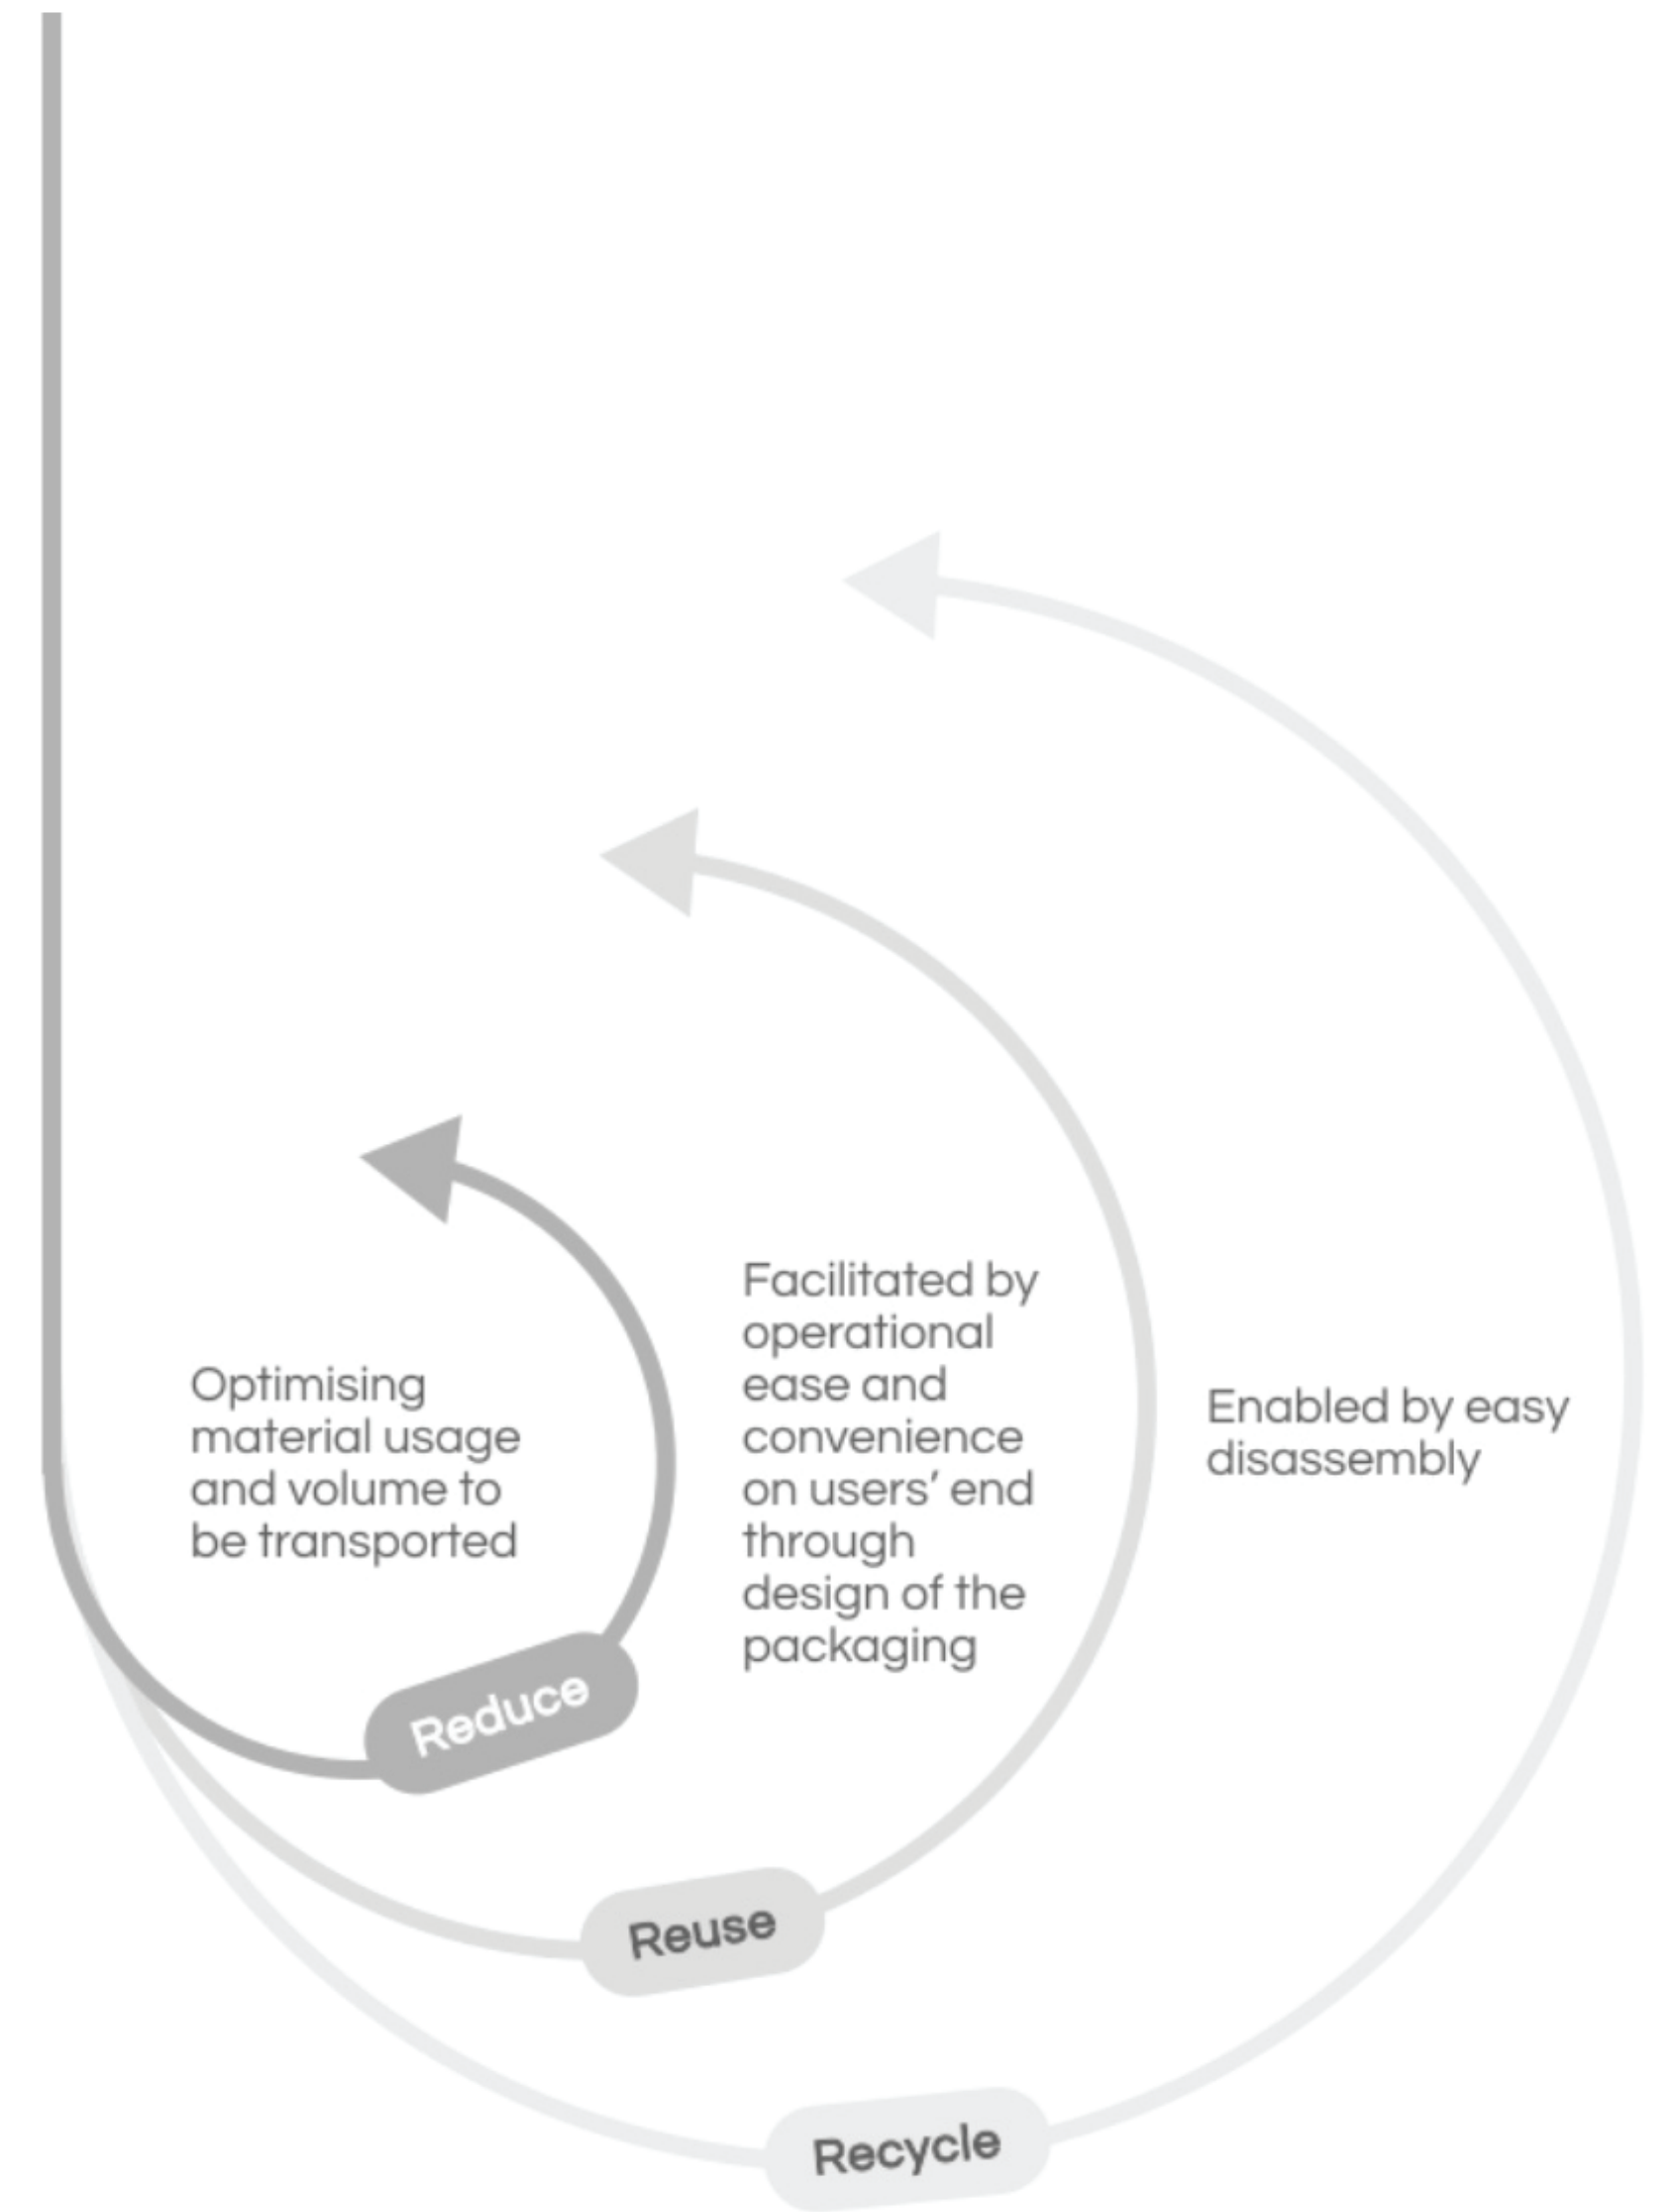 Optimising
material usage
and volume to
be transported
Reduce
Facilitated by
operational
ease and
convenience
on users’ end
through
design of the
packaging
Reuse
Enabled by easy
disassembly
Recycle